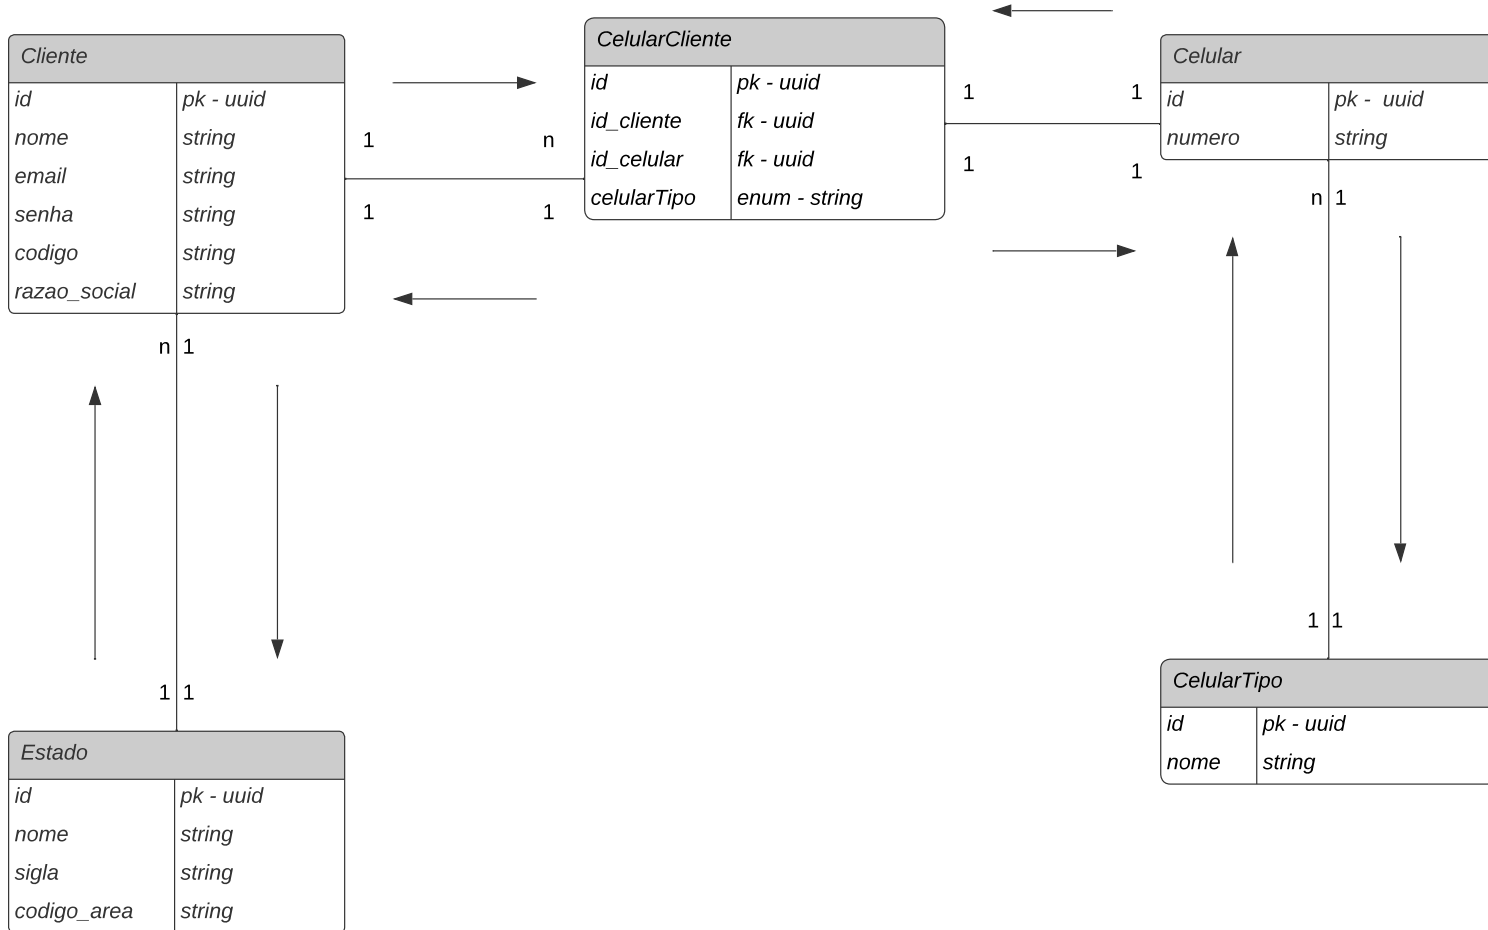 Cliente
id pk - uuid
nome string
email string
senha string
codigo string
razao_social string
CelularCliente
id pk - uuid
id_cliente fk - uuid
id_celular fk - uuid
celularTipo enum - string
Celular
id pk - uuid
numero string
1 n
1 1
1 1
1 1
n 1
1 1
n 1
1 1
CelularTipo
id pk - uuid
nome string
Estado
id pk - uuid
nome string
sigla string
codigo_area string